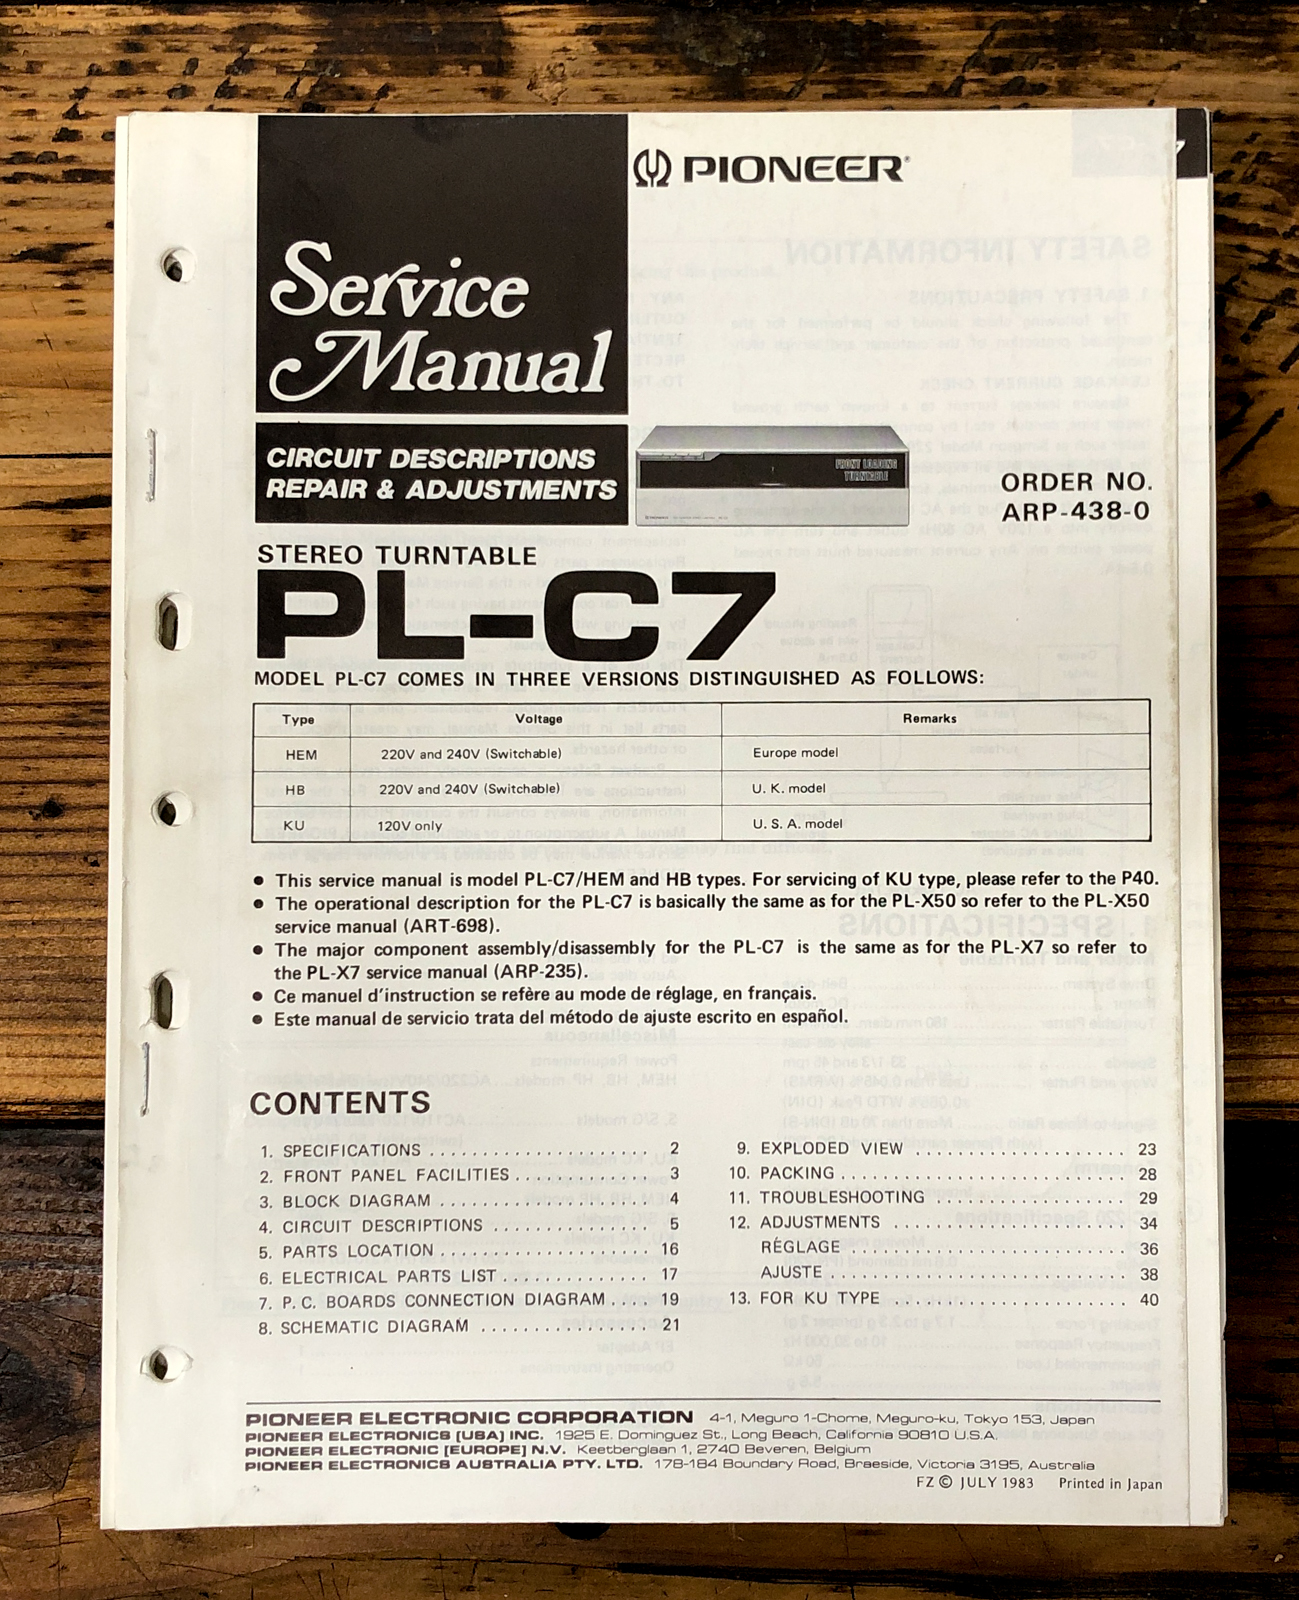 Service
Manual
PIONEER®
CIRCUIT DESCRIPTIONS
REPAIR & ADJUSTMENTS
FRONT LOADING
TURNTABLE
ORDER NO.
ARP-438-0
STEREO TURNTABLE
PL-C7
MODEL PL-C7 COMES IN THREE VERSIONS DISTINGUISHED AS FOLLOWS:
Type Voltage Remarks
HEM 220V and 240V (Switchable) Europe model
HB 220V and 240V (Switchable) U. K. model
KU 120V only U. S. A. model
● This service manual is model PL-C7/HEM and HB types. For servicing of KU type, please refer to the P40.
● The operational description for the PL-C7 is basically the same as for the PL-X50 so refer to the PL-X50
service manual (ART-698).
● The major component assembly/disassembly for the PL-C7 is the same as for the PL-X7 so refer to
the PL-X7 service manual (ARP-235).
● Ce manuel d'instruction se refère au mode de réglage, en français.
● Este manual de servicio trata del método de ajuste escrito en español.
CONTENTS
1. SPECIFICATIONS . . . . . . . . . . . . . . . . . . . . . . 2
2. FRONT PANEL FACILITIES . . . . . . . . . . . . 3
3. BLOCK DIAGRAM . . . . . . . . . . . . . . . . . . . . 4
4. CIRCUIT DESCRIPTIONS . . . . . . . . . . . . . . 5
5. PARTS LOCATION . . . . . . . . . . . . . . . . . . . 16
6. ELECTRICAL PARTS LIST . . . . . . . . . . . . . 17
7. P. C. BOARDS CONNECTION DIAGRAM . . . . 19
8. SCHEMATIC DIAGRAM . . . . . . . . . . . . . . . 21
9. EXPLODED VIEW . . . . . . . . . . . . . . . . . . . 23
10. PACKING . . . . . . . . . . . . . . . . . . . . . . . . . . 28
11. TROUBLESHOOTING . . . . . . . . . . . . . . . . . 29
12. ADJUSTMENTS . . . . . . . . . . . . . . . . . . . . . 34
RÉGLAGE . . . . . . . . . . . . . . . . . . . . . . . . . 36
AJUSTE . . . . . . . . . . . . . . . . . . . . . . . . . . . 38
13. FOR KU TYPE . . . . . . . . . . . . . . . . . . . . . 40
PIONEER ELECTRONIC CORPORATION 4-1, Meguro 1-Chome, Meguro-ku, Tokyo 153, Japan
PIONEER ELECTRONICS (USA) INC. 1925 E. Dominguez St., Long Beach, California 90810 U.S.A.
PIONEER ELECTRONIC [EUROPE] N.V. Keetberglaan 1, 2740 Beveren, Belgium
PIONEER ELECTRONICS AUSTRALIA PTY. LTD. 178-184 Boundary Road, Braeside, Victoria 3195, Australia
FZ © JULY 1983 Printed in Japan